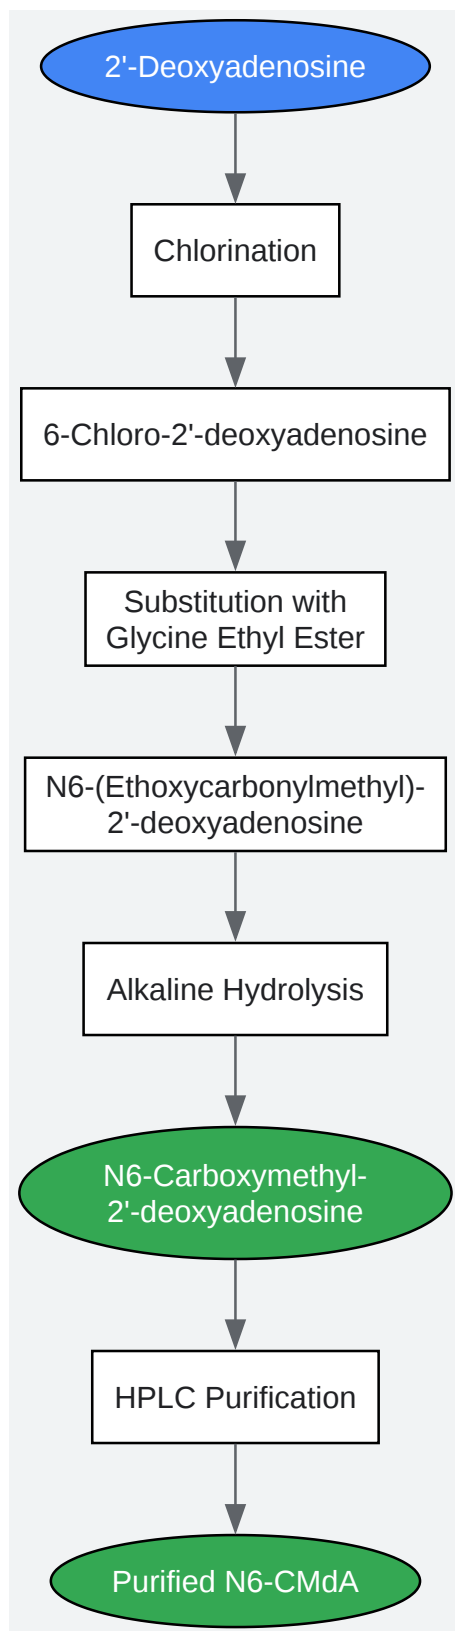 2'-Deoxyadenosine
Chlorination
6-Chloro-2'-deoxyadenosine
Substitution with
Glycine Ethyl Ester
N6-(Ethoxycarbonylmethyl)-
2'-deoxyadenosine
Alkaline Hydrolysis
N6-Carboxymethyl-
2'-deoxyadenosine
HPLC Purification
Purified N6-CMdA